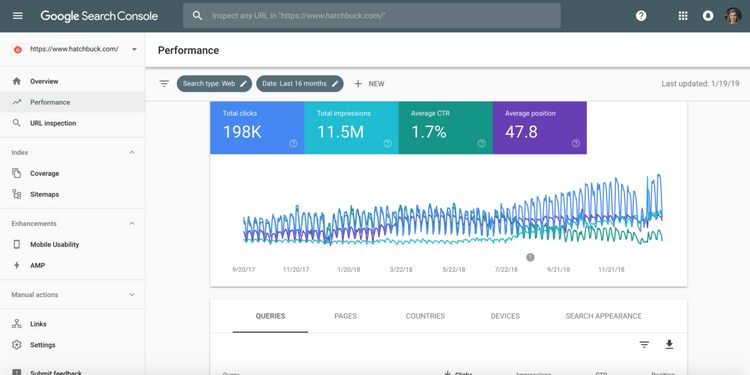 Google Search Console
Inspect any URL in "https://www.hatchbuck.com/"
https://www.hatchbuck.com/
Overview
Performance
URL inspection
Index
Coverage
Sitemaps
Enhancements
Mobile Usability
AMP
Manual actions
Links
Settings
Submit feedback
Performance
Search type: Web
Date: Last 16 months
NEW
Last updated: 1/19/19
Total clicks
198K
Total impressions
11.5M
Average CTR
1.7%
Average position
47.8
9/20/17 11/20/17 1/20/18 3/22/18 5/22/18 7/22/18 9/21/18 11/21/18
1
QUERIES PAGES COUNTRIES DEVICES SEARCH APPEARANCE
Query Clicks Impressions CTR Position